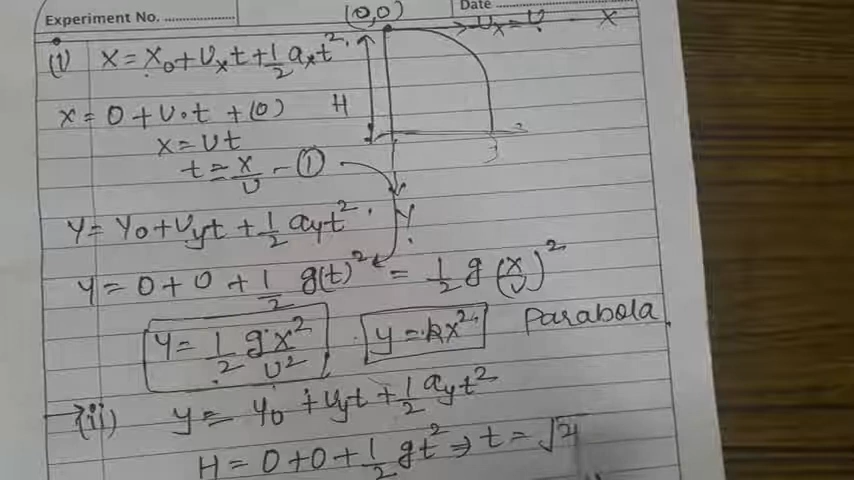 Experiment No.
Date
(0,0)
Ux = U X
(i) x = x₀ + Uxt + 1/2 axt²
x = 0 + U.t + (0)
H
x = Ut
t = x/U - ①
Y = Y₀ + Uyt + 1/2 ayt²
Y
Y = 0 + 0 + 1/2 g(t)² = 1/2 g (x/U)²
Y = 1/2 g x²/U² y = kx² Parabola
(ii) y = y₀ + Uyt + 1/2 ayt²
H = 0 + 0 + 1/2 gt² ⇒ t = √2